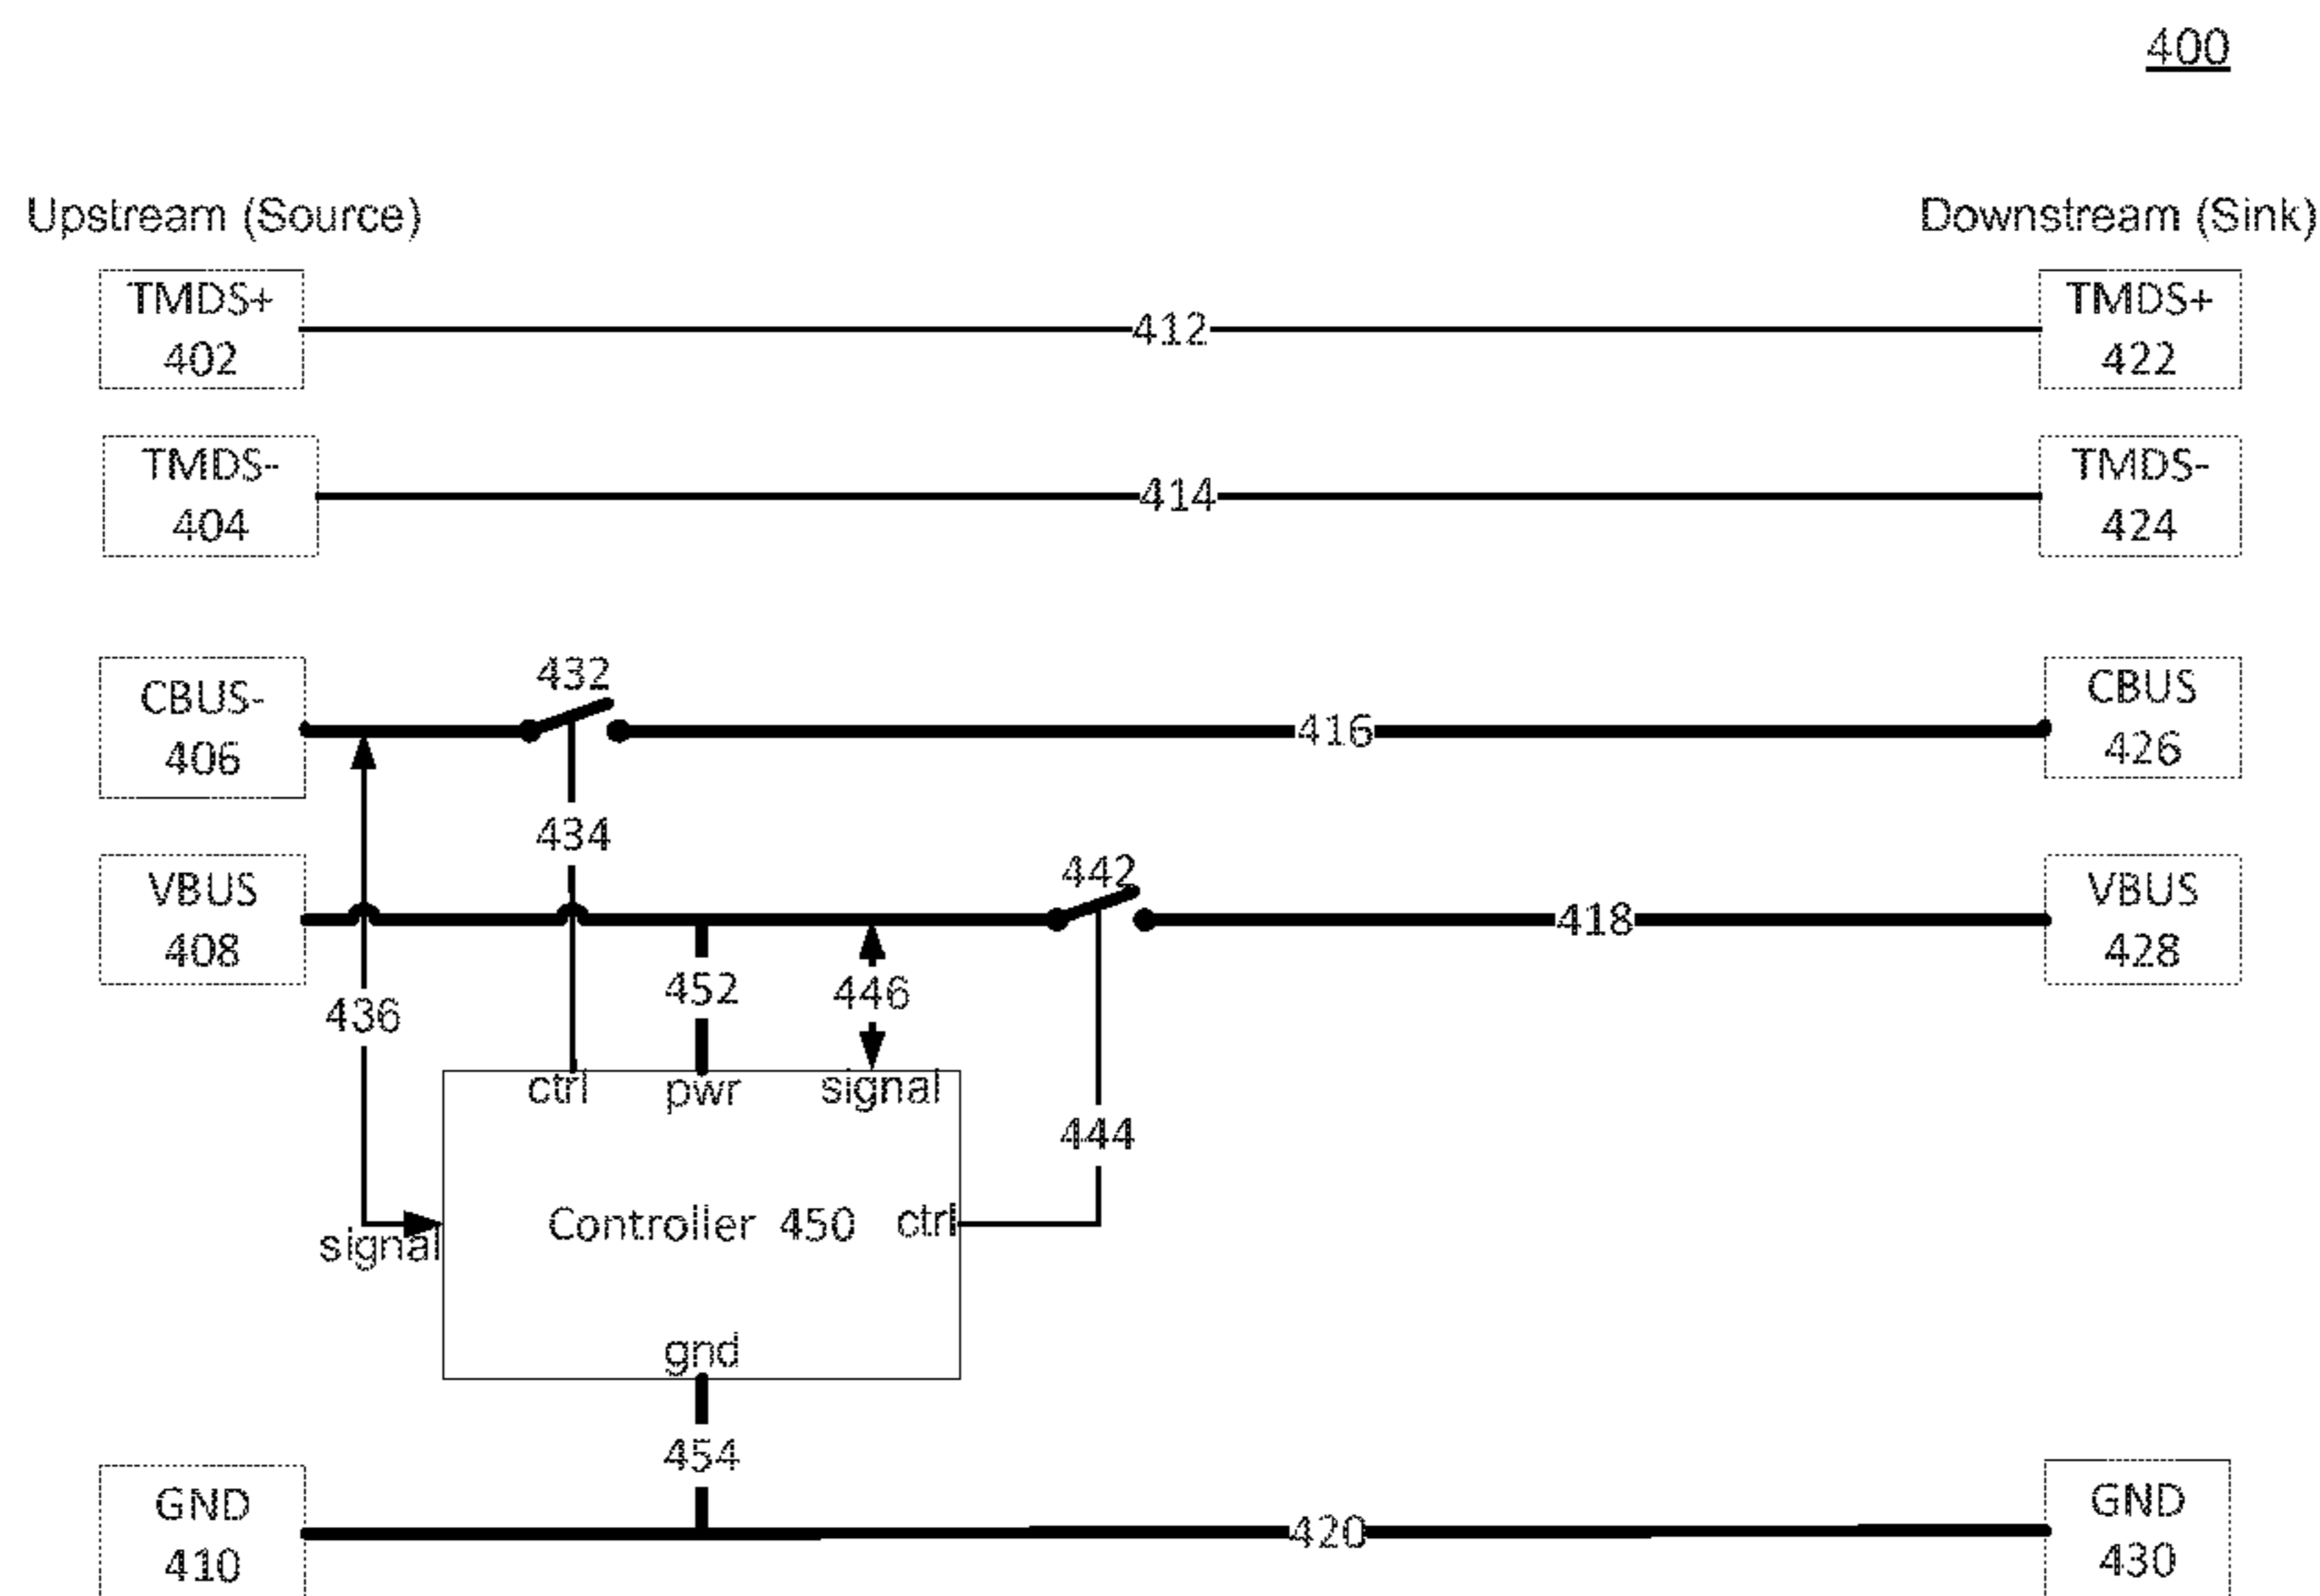 400
Upstream (Source)
Downstream (Sink)
TMDS+
402
412
TMDS+
422
TMDS-
404
414
TMDS-
424
CBUS-
406
432
416
CBUS
426
434
VBUS
408
442
418
VBUS
428
436
452
446
444
ctrl
pwr
signal
signal
Controller 450
ctrl
gnd
454
GND
410
420
GND
430